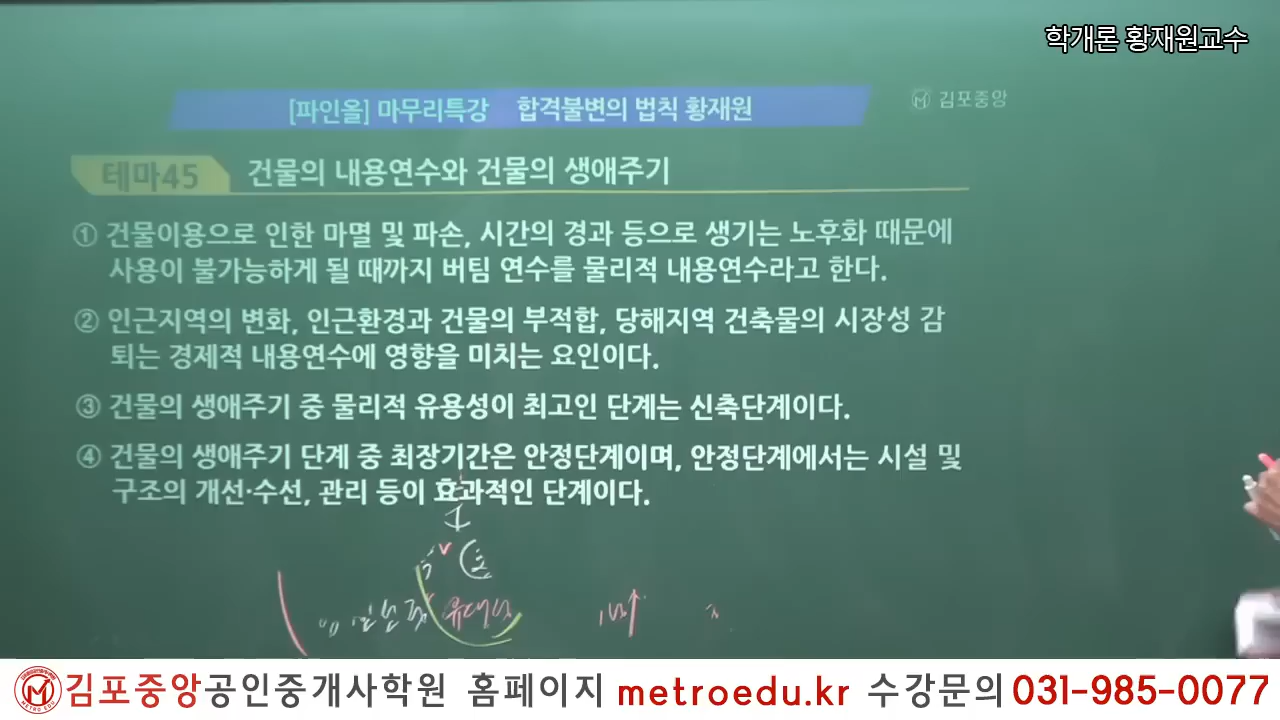 학개론 황재원교수
[파인올] 마무리특강 합격불변의 법칙 황재원
김포중앙
테마45 건물의 내용연수와 건물의 생애주기
① 건물이용으로 인한 마멸 및 파손, 시간의 경과 등으로 생기는 노후화 때문에
사용이 불가능하게 될 때까지 버팀 연수를 물리적 내용연수라고 한다.
② 인근지역의 변화, 인근환경과 건물의 부적합, 당해지역 건축물의 시장성 감
퇴는 경제적 내용연수에 영향을 미치는 요인이다.
③ 건물의 생애주기 중 물리적 유용성이 최고인 단계는 신축단계이다.
④ 건물의 생애주기 단계 중 최장기간은 안정단계이며, 안정단계에서는 시설 및
구조의 개선·수선, 관리 등이 효과적인 단계이다.
김포중앙공인중개사학원 홈페이지 metroedu.kr 수강문의 031-985-0077